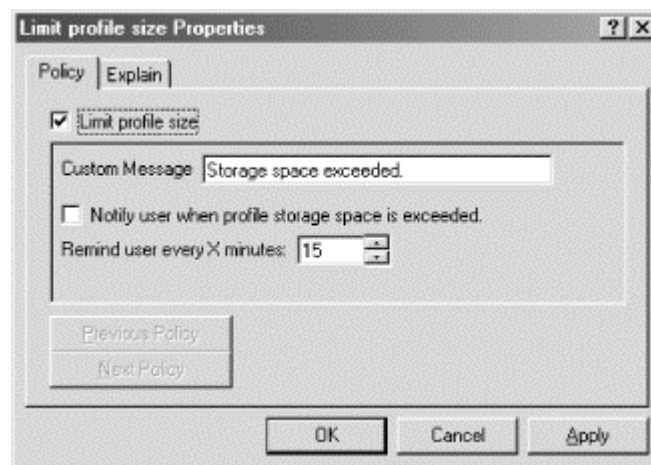 Limit profile size Properties
Policy
Explain
Limit profile size
Custom Message Storage space exceeded.
Notify user when profile storage space is exceeded.
Remind user every X minutes: 15
Previous Policy
Next Policy
OK Cancel Apply